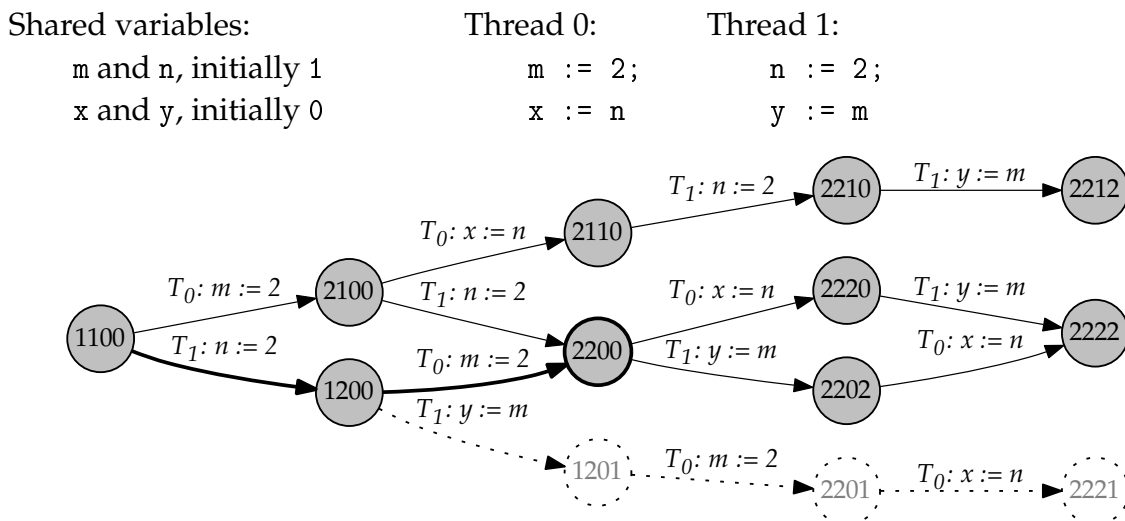 Shared variables: Thread 0: Thread 1:
m and n, initially 1 m := 2; n := 2;
x and y, initially 0 x := n y := m
2210 T1: y := m 2212
T1: n := 2
T0: x := n 2110
T0: m := 2 2100 T1: n := 2 T0: x := n 2220 T1: y := m
1100 T1: n := 2 T0: m := 2 2200 T1: y := m T0: x := n 2222
1200 T1: y := m 2202
1201 T0: m := 2 2201 T0: x := n 2221